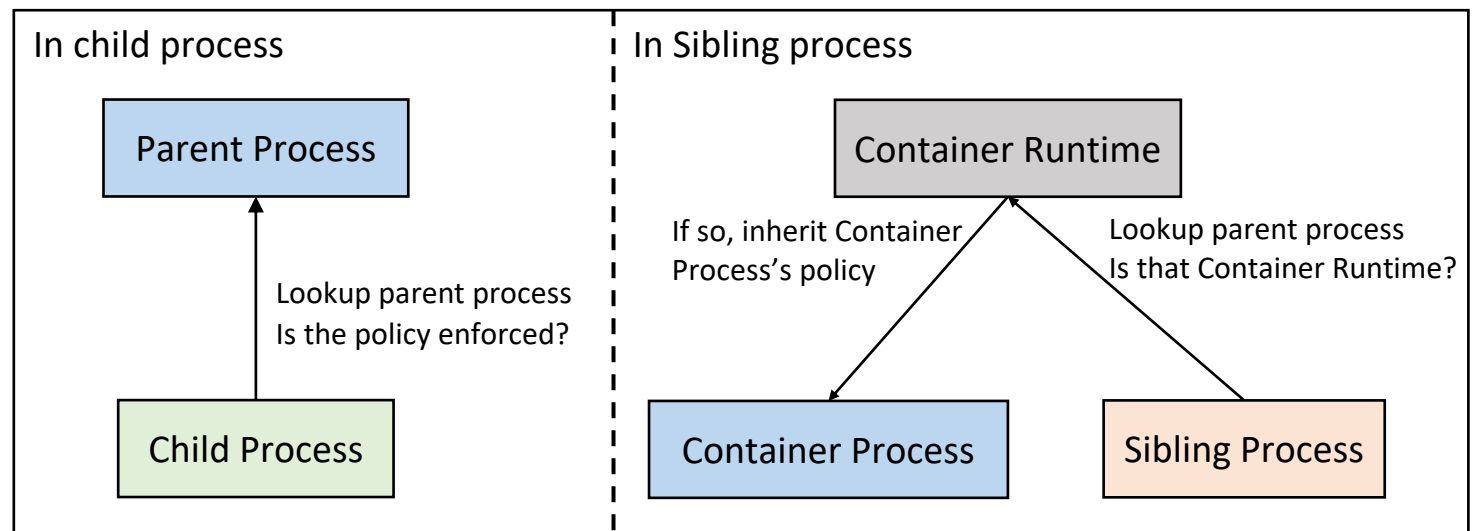 In child process
Parent Process
Lookup parent process
Is the policy enforced?
Child Process
In Sibling process
Container Runtime
If so, inherit Container
Process’s policy
Lookup parent process
Is that Container Runtime?
Container Process
Sibling Process